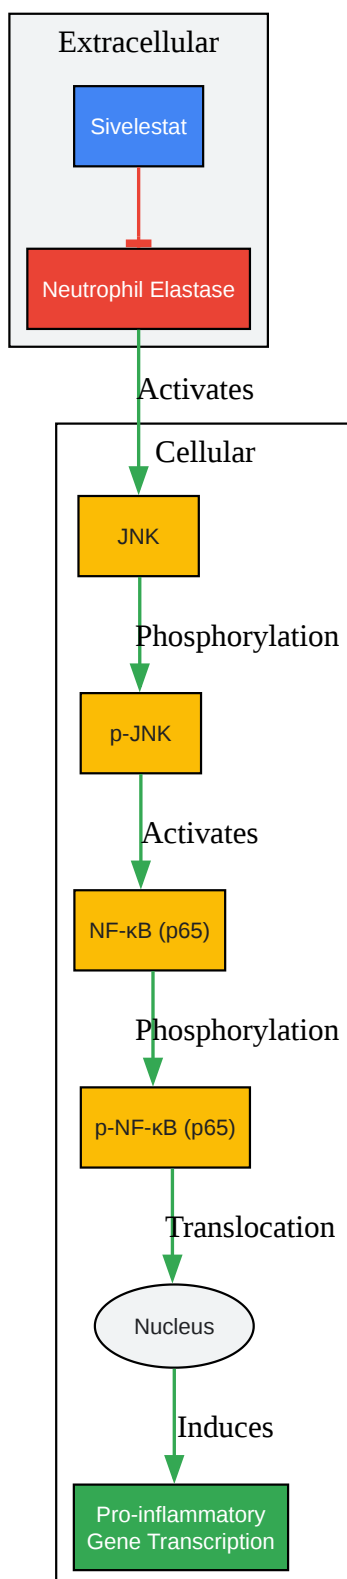 Extracellular
Sivelestat
Neutrophil Elastase
Activates
Cellular
JNK
Phosphorylation
p-JNK
Activates
NF-κB (p65)
Phosphorylation
p-NF-κB (p65)
Translocation
Nucleus
Induces
Pro-inflammatory
Gene Transcription